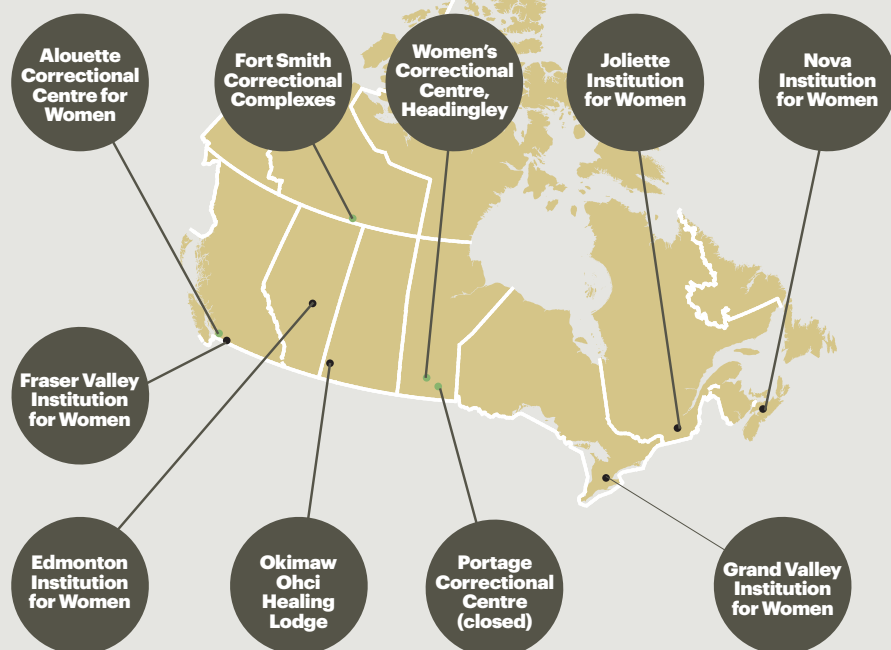 Alouette
Correctional
Centre for
Women
Fort Smith
Correctional
Complexes
Women's
Correctional
Centre,
Headingley
Joliette
Institution
for Women
Nova
Institution
for Women
Fraser Valley
Institution
for Women
Edmonton
Institution
for Women
Okimaw
Ohci
Healing
Lodge
Portage
Correctional
Centre
(closed)
Grand Valley
Institution
for Women